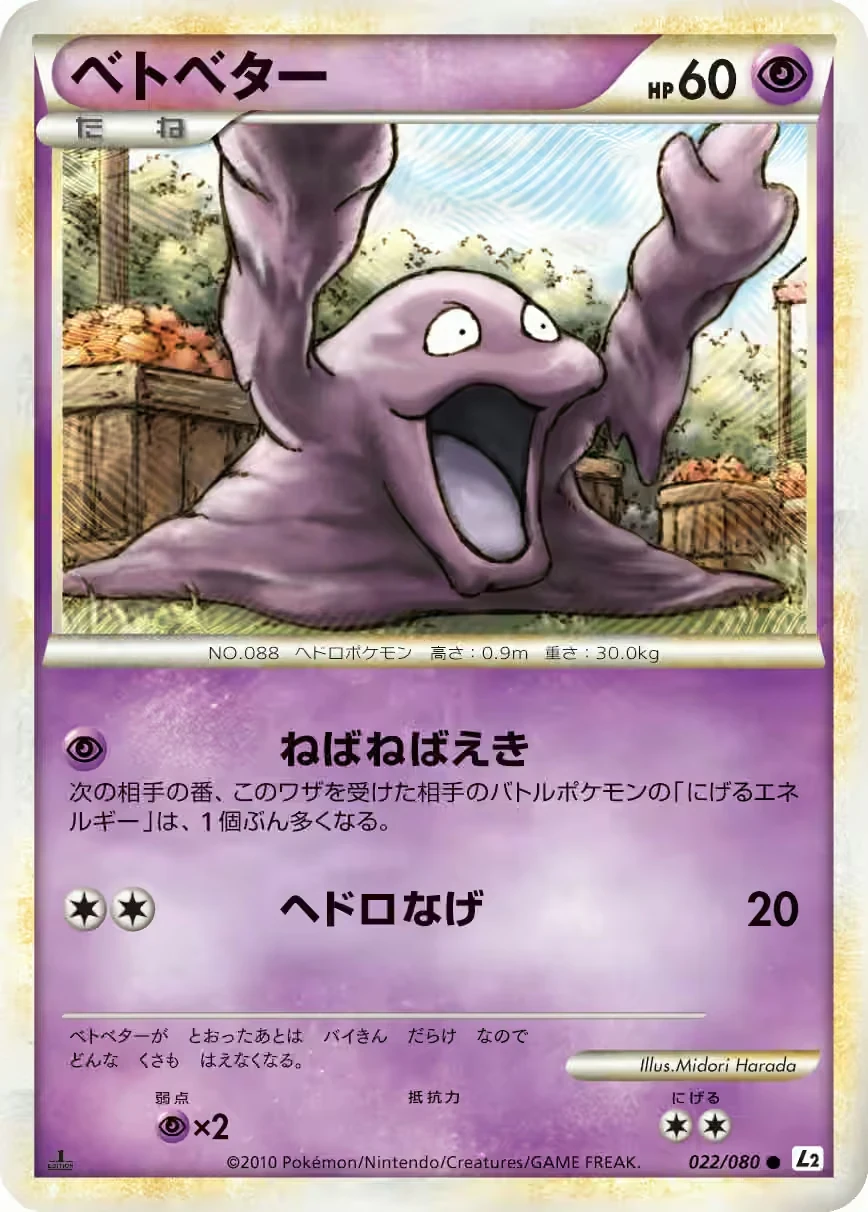 ベトベター
HP60
たね
NO.088 ヘドロポケモン 高さ:0.9m 重さ:30.0kg
ねばねばえき
次の相手の番、このワザを受けた相手のバトルポケモンの「にげるエネ
ルギー」は、1個ぶん多くなる。
ヘドロなげ 20
ベトベターが とおったあとは バイきん だらけ なので
どんな くさも はえなくなる。
Illus.Midori Harada
弱点 抵抗力 にげる
×2
1 EDITION
©2010 Pokémon/Nintendo/Creatures/GAME FREAK.
022/080 ● L2